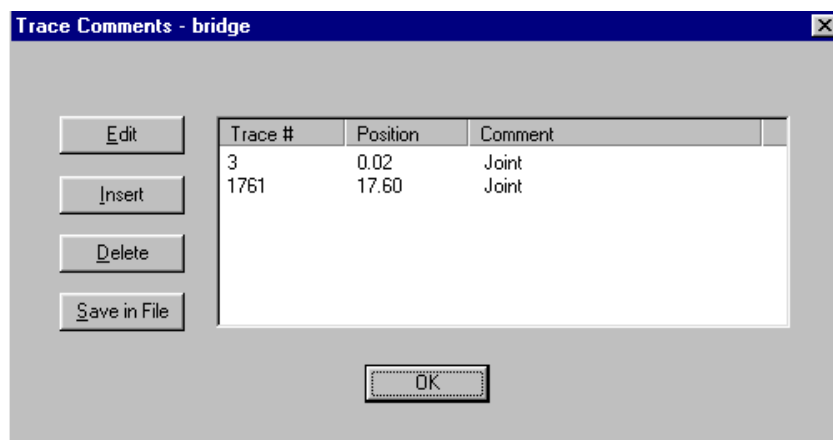 Trace Comments - bridge
Edit
Insert
Delete
Save in File
Trace # Position Comment
3 0.02 Joint
1761 17.60 Joint
OK